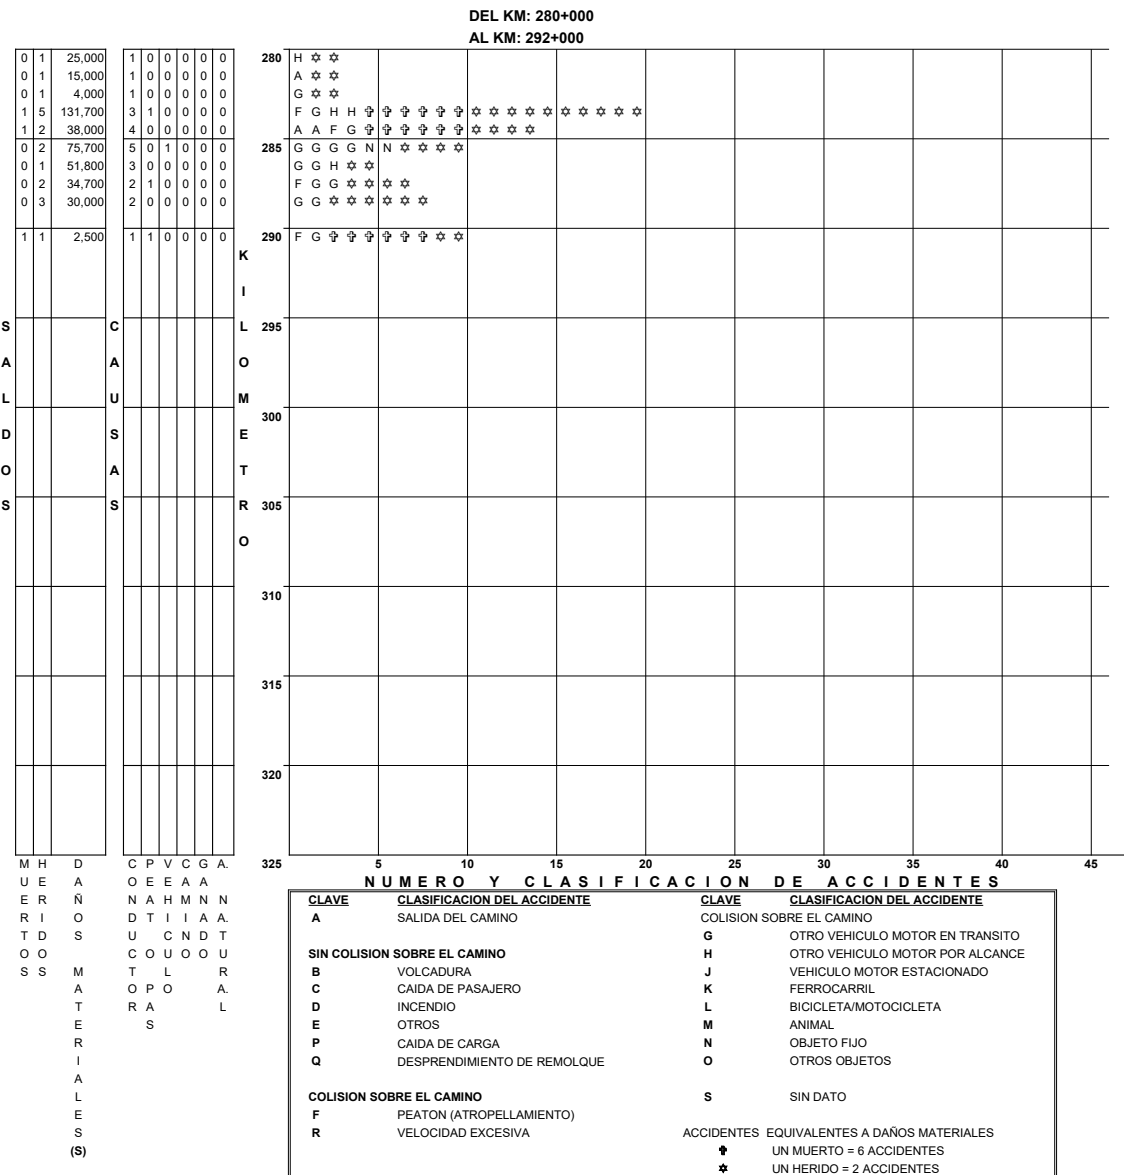 DEL KM: 280+000
AL KM: 292+000
0 1 25,000 1 0 0 0 0 0 280 H ✡ ✡
0 1 15,000 1 0 0 0 0 0 A ✡ ✡
0 1 4,000 1 0 0 0 0 0 G ✡ ✡
1 5 131,700 3 1 0 0 0 0 F G H H ✞ ✞ ✞ ✞ ✞ ✞ ✡ ✡ ✡ ✡ ✡ ✡ ✡ ✡ ✡ ✡
1 2 38,000 4 0 0 0 0 0 A A F G ✞ ✞ ✞ ✞ ✞ ✞ ✡ ✡ ✡ ✡
0 2 75,700 5 0 1 0 0 0 285 G G G G N N ✡ ✡ ✡ ✡
0 1 51,800 3 0 0 0 0 0 G G H ✡ ✡
0 2 34,700 2 1 0 0 0 0 F G G ✡ ✡ ✡ ✡
0 3 30,000 2 0 0 0 0 0 G G ✡ ✡ ✡ ✡ ✡ ✡
1 1 2,500 1 1 0 0 0 0 290 F G ✞ ✞ ✞ ✞ ✞ ✞ ✡ ✡
K
I
S C L 295
A A O
L U M
300
D S E
O A T
S S R 305
O
310
315
320
M H D C P V C G A. 325 5 10 15 20 25 30 35 40 45
U E A O E E A A N U M E R O Y C L A S I F I C A C I O N D E A C C I D E N T E S
E R Ñ N A H M N N CLAVE CLASIFICACION DEL ACCIDENTE CLAVE CLASIFICACION DEL ACCIDENTE
R I O D T I I A A. A SALIDA DEL CAMINO COLISION SOBRE EL CAMINO
T D S U C N D T G OTRO VEHICULO MOTOR EN TRANSITO
O O C O U O O U SIN COLISION SOBRE EL CAMINO H OTRO VEHICULO MOTOR POR ALCANCE
S S M T L R B VOLCADURA J VEHICULO MOTOR ESTACIONADO
A O P O A. C CAIDA DE PASAJERO K FERROCARRIL
T R A L D INCENDIO L BICICLETA/MOTOCICLETA
E S E OTROS M ANIMAL
R P CAIDA DE CARGA N OBJETO FIJO
I Q DESPRENDIMIENTO DE REMOLQUE O OTROS OBJETOS
A
L COLISION SOBRE EL CAMINO S SIN DATO
E F PEATON (ATROPELLAMIENTO)
S R VELOCIDAD EXCESIVA ACCIDENTES EQUIVALENTES A DAÑOS MATERIALES
(S) ✞ UN MUERTO = 6 ACCIDENTES
✡ UN HERIDO = 2 ACCIDENTES